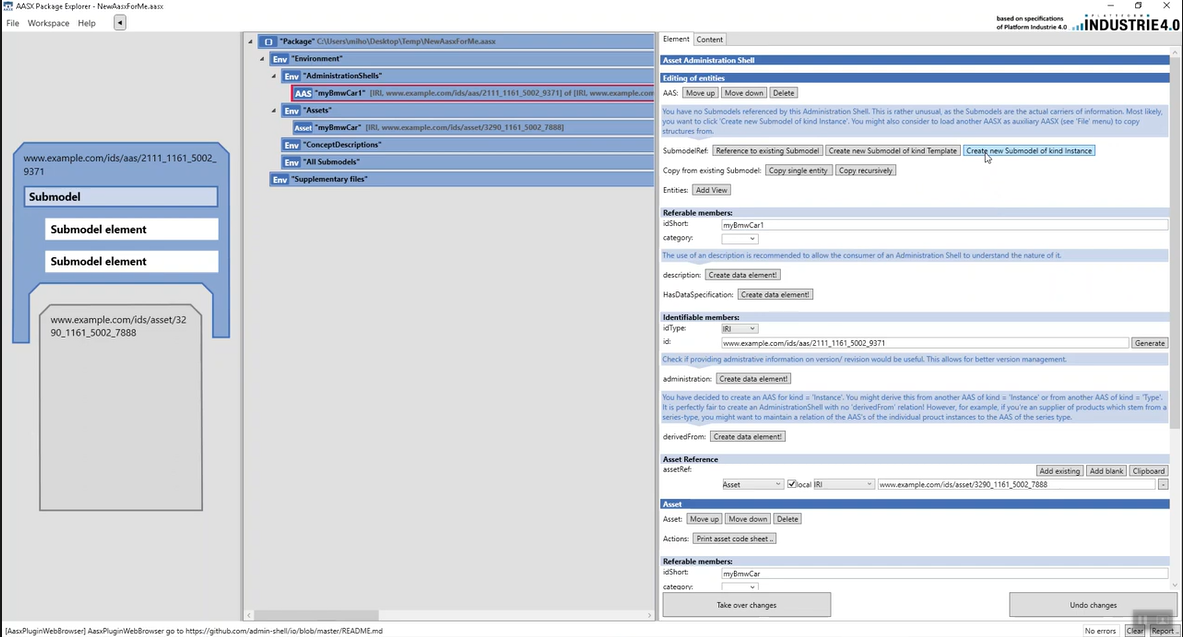 AASX Package Explorer - NewAasxForMe.aasx
File Workspace Help
based on specifications
of Platform Industrie 4.0
PLATTFORM
INDUSTRIE4.0
www.example.com/ids/aas/2111_1161_5002_
9371
Submodel
Submodel element
Submodel element
www.example.com/ids/asset/32
90_1161_5002_7888
"Package" C:\Users\miho\Desktop\Temp\NewAasxForMe.aasx
Env "Environment"
Env "AdministrationShells"
AAS "myBmwCar1" [IRI, www.example.com/ids/aas/2111_1161_5002_9371] of [IRI, www.example.com
Env "Assets"
Asset "myBmwCar" [IRI, www.example.com/ids/asset/3290_1161_5002_7888]
Env "ConceptDescriptions"
Env "All Submodels"
Env "Supplementary files"
Element Content
Asset Administration Shell
Editing of entities
AAS: Move up Move down Delete
You have no Submodels referenced by this Administration Shell. This is rather unusual, as the Submodels are the actual carriers of information. Most likely,
you want to click 'Create new Submodel of kind Instance'. You might also consider to load another AASX as auxiliary AASX (see 'File' menu) to copy
structures from.
SubmodelRef: Reference to existing Submodel Create new Submodel of kind Template Create new Submodel of kind Instance
Copy from existing Submodel: Copy single entity Copy recursively
Entities: Add View
Referable members:
idShort: myBmwCar1
category:
The use of an description is recommended to allow the consumer of an Administration Shell to understand the nature of it.
description: Create data element!
HasDataSpecification: Create data element!
Identifiable members:
idType: IRI
id: www.example.com/ids/aas/2111_1161_5002_9371 Generate
Check if providing admistrative information on version/ revision would be useful. This allows for better version management.
administration: Create data element!
You have decided to create an AAS for kind = 'Instance'. You might derive this from another AAS of kind = 'Instance' or from another AAS of kind = 'Type'.
It is perfectly fair to create an AdministrationShell with no 'derivedFrom' relation! However, for example, if you're an supplier of products which stem from a
series-type, you might want to maintain a relation of the AAS's of the individual prouct instances to the AAS of the series type.
derivedFrom: Create data element!
Asset Reference
assetRef: Add existing Add blank Clipboard
Asset local IRI www.example.com/ids/asset/3290_1161_5002_7888 -
Asset
Asset: Move up Move down Delete
Actions: Print asset code sheet ..
Referable members:
idShort: myBmwCar
category:
Take over changes Undo changes
[AasxPluginWebBrowser] AasxPluginWebBrowser go to https://github.com/admin-shell/io/blob/master/README.md
No errors Clear Report ..